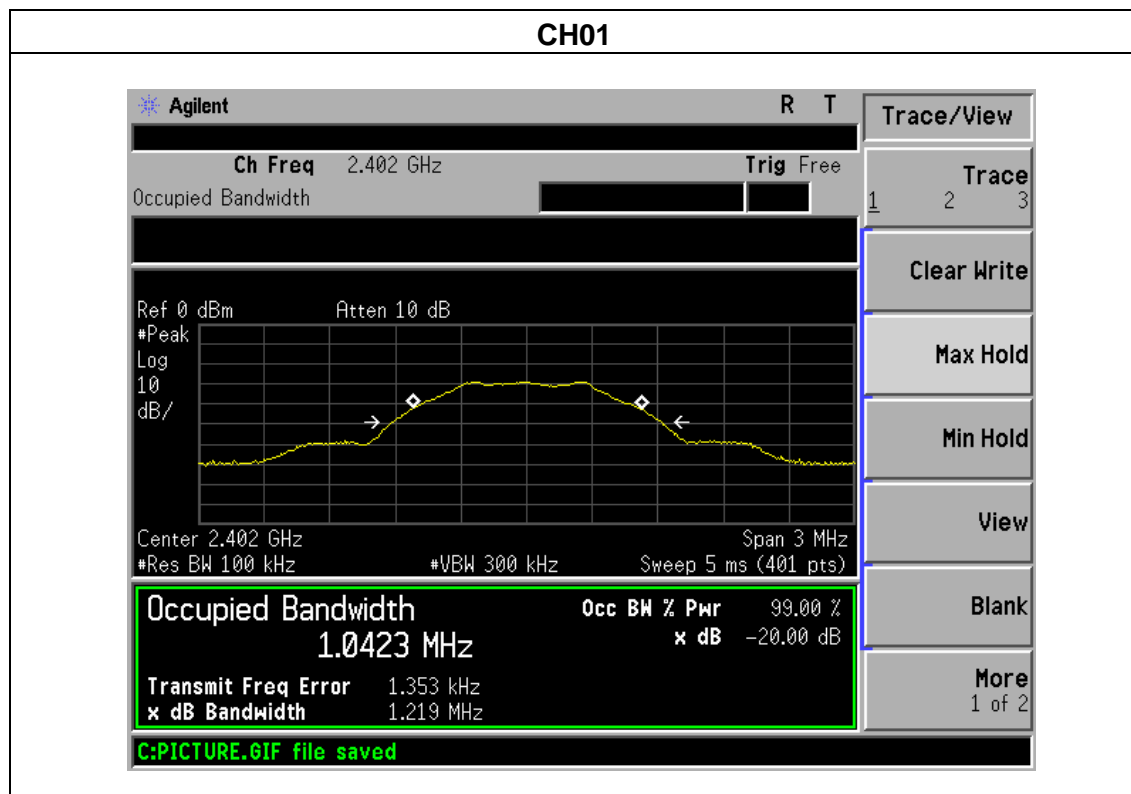 CH01
Agilent R T
Trace/View
Ch Freq 2.402 GHz Trig Free
Occupied Bandwidth
Trace
1 2 3
Clear Write
Ref 0 dBm Atten 10 dB
#Peak
Log
10
dB/
Max Hold
Min Hold
View
Center 2.402 GHz Span 3 MHz
#Res BW 100 kHz #VBW 300 kHz Sweep 5 ms (401 pts)
Occupied Bandwidth Occ BW % Pwr 99.00 %
1.0423 MHz x dB -20.00 dB
Blank
Transmit Freq Error 1.353 kHz
x dB Bandwidth 1.219 MHz
More
1 of 2
C:PICTURE.GIF file saved